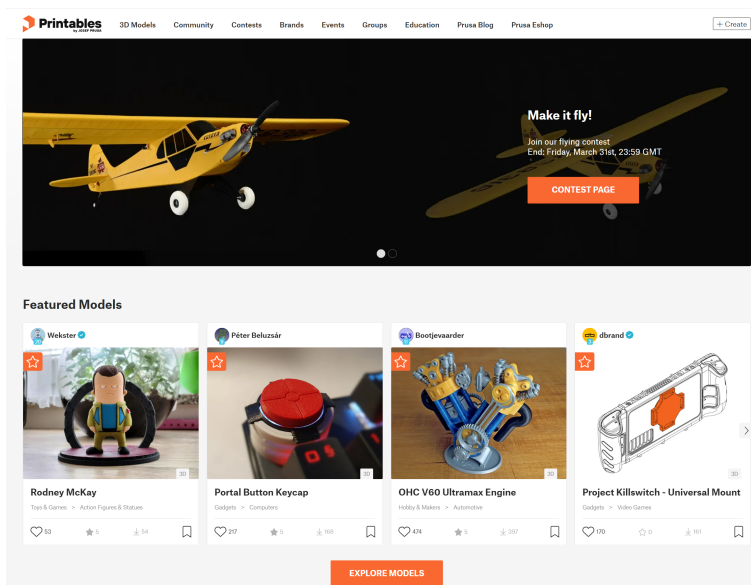 Printables
by JOSEF PRUSA
3D Models Community Contests Brands Events Groups Education Prusa Blog Prusa Eshop
+ Create
Make it fly!
Join our flying contest
End: Friday, March 31st, 23:59 GMT
CONTEST PAGE
Featured Models
Wekster
Péter Beluzsár
Bootjevaarder
dbrand
3D
3D
3D
3D
Rodney McKay
Toys & Games > Action Figures & Statues
53 5 54
Portal Button Keycap
Gadgets > Computers
217 5 168
OHC V60 Ultramax Engine
Hobby & Makers > Automotive
474 5 397
Project Killswitch - Universal Mount
Gadgets > Video Games
170 0 161
EXPLORE MODELS